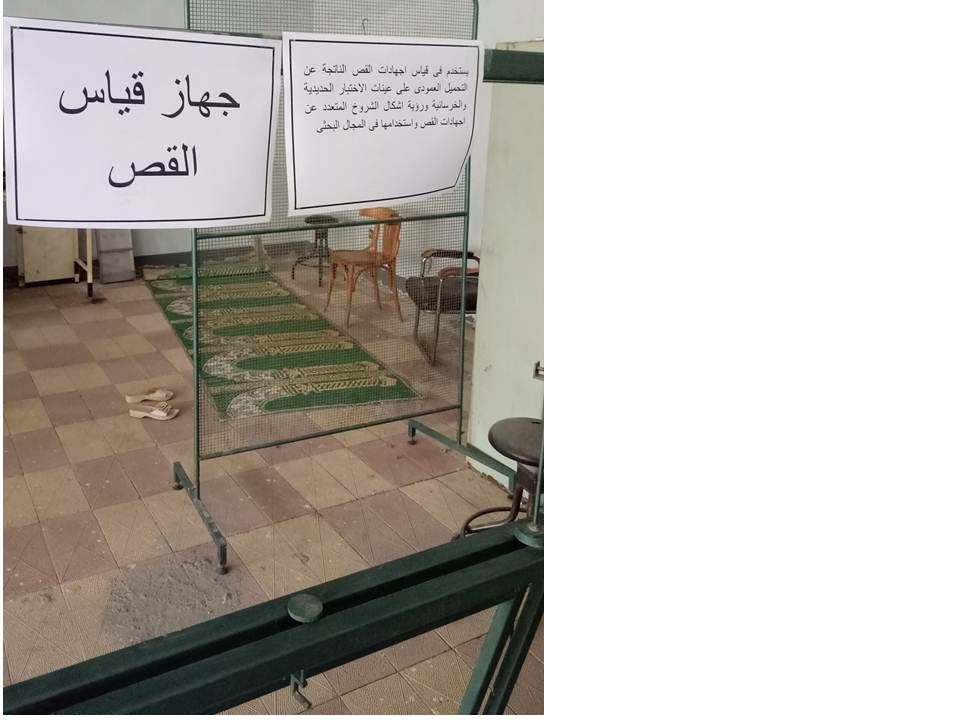 جهاز قياس
القص
يستخدم فى قياس اجهادات القص الناتجة عن
التحميل العمودى على عينات الاختبار الحديدية
والخرسانية ورؤية اشكال الشروخ المتعدد عن
اجهادات القص واستخدامها فى المجال البحثى